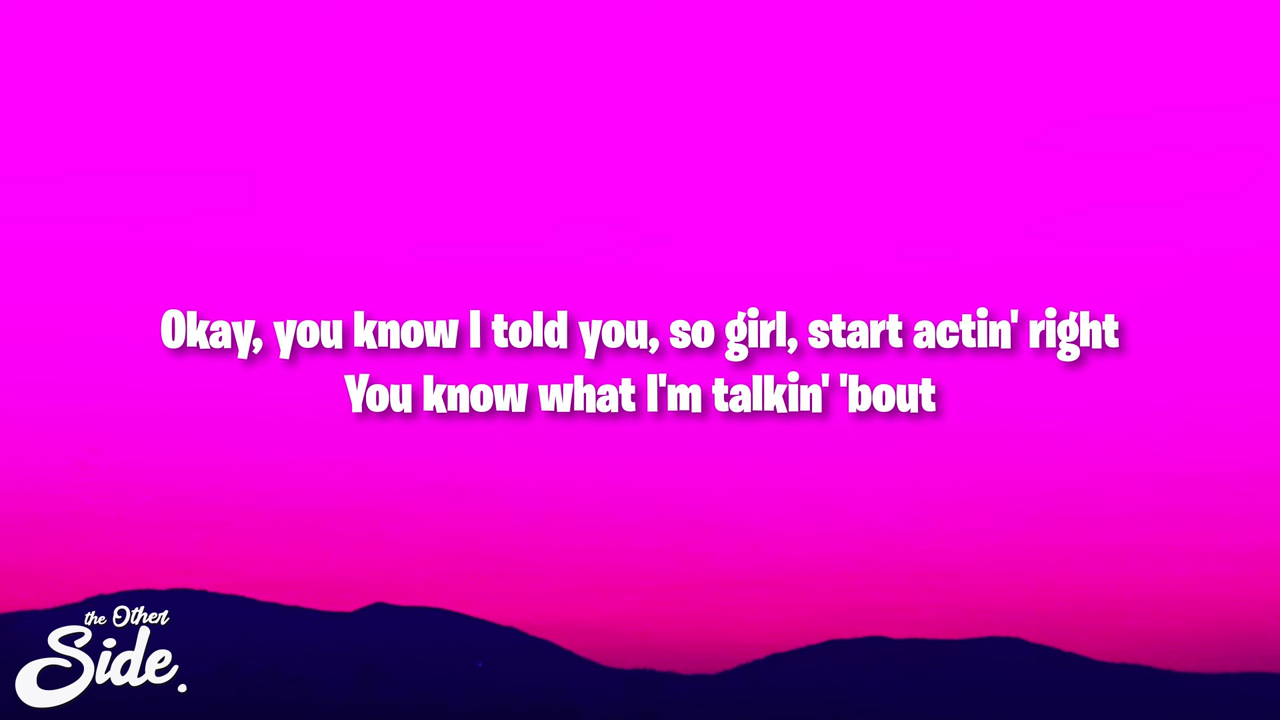 Okay, you know I told you, so girl, start actin' right
You know what I'm talkin' 'bout
the Other
Side.